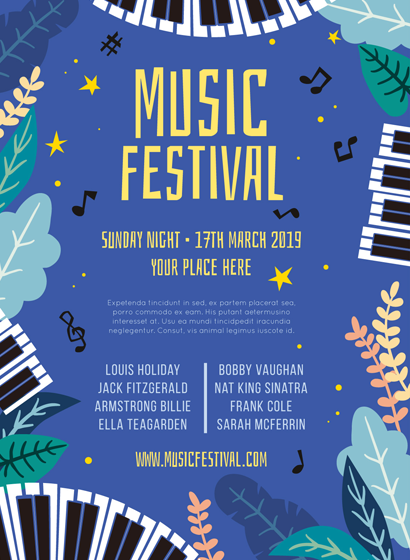 MUSIC
FESTIVAL
SUNDAY NIGHT • 17TH MARCH 2019
YOUR PLACE HERE
Expetenda tincidunt in sed, ex partem placerat sea,
porro commodo ex eam. His putant aeterumsino
interesset at. Usu ea mundi tincidpedit iracundia
neglegentur. Consul, vis animal legimus iuscote id.
LOUIS HOLIDAY
JACK FITZGERALD
ARMSTRONG BILLIE
ELLA TEAGARDEN
BOBBY VAUGHAN
NAT KING SINATRA
FRANK COLE
SARAH MCFERRIN
WWW.MUSICFESTIVAL.COM